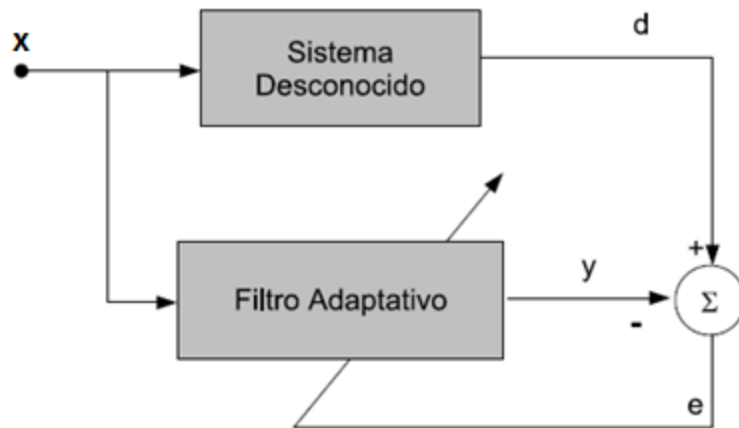 x
Sistema
Desconocido
d
Filtro Adaptativo
y
+
-
Σ
e